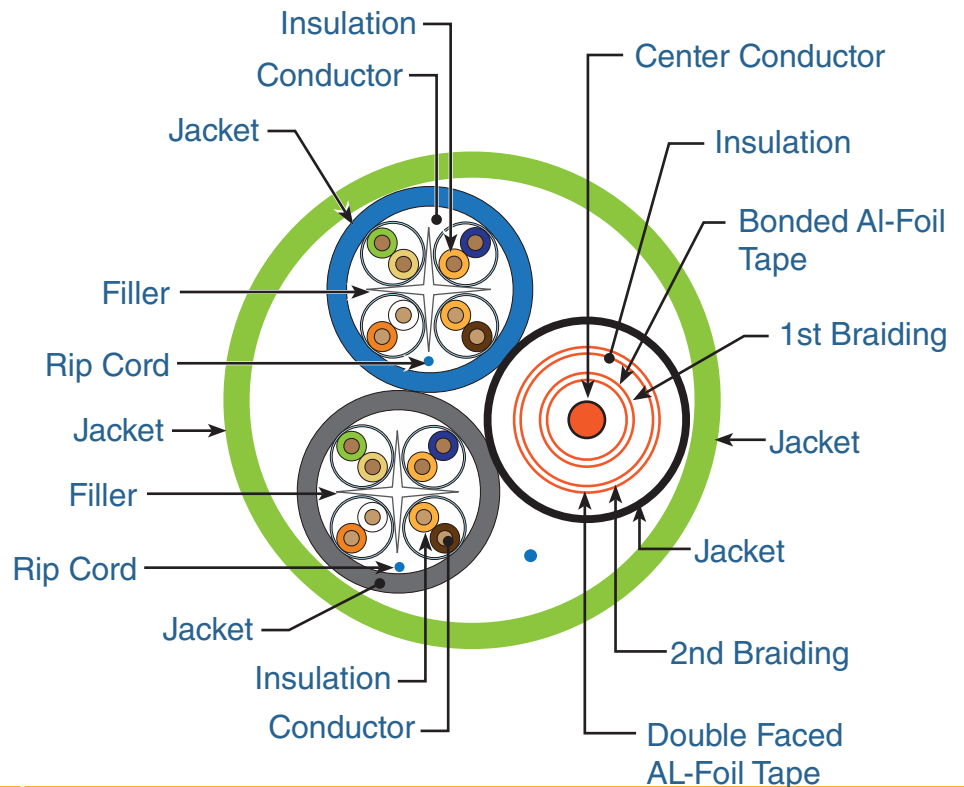 Insulation
Conductor
Jacket
Filler
Rip Cord
Jacket
Filler
Rip Cord
Jacket
Insulation
Conductor
Center Conductor
Insulation
Bonded Al-Foil
Tape
1st Braiding
Jacket
Jacket
2nd Braiding
Double Faced
AL-Foil Tape